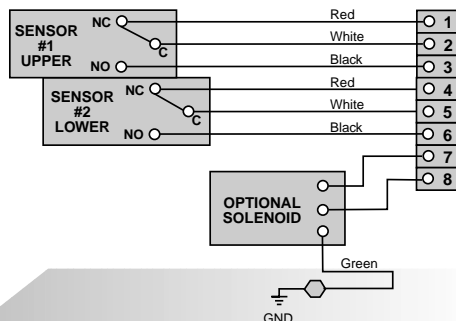 SENSOR
#1
UPPER
NC
C
NO
Red
White
Black
1
2
3
SENSOR
#2
LOWER
NC
C
NO
Red
White
Black
4
5
6
7
8
OPTIONAL
SOLENOID
Green
GND